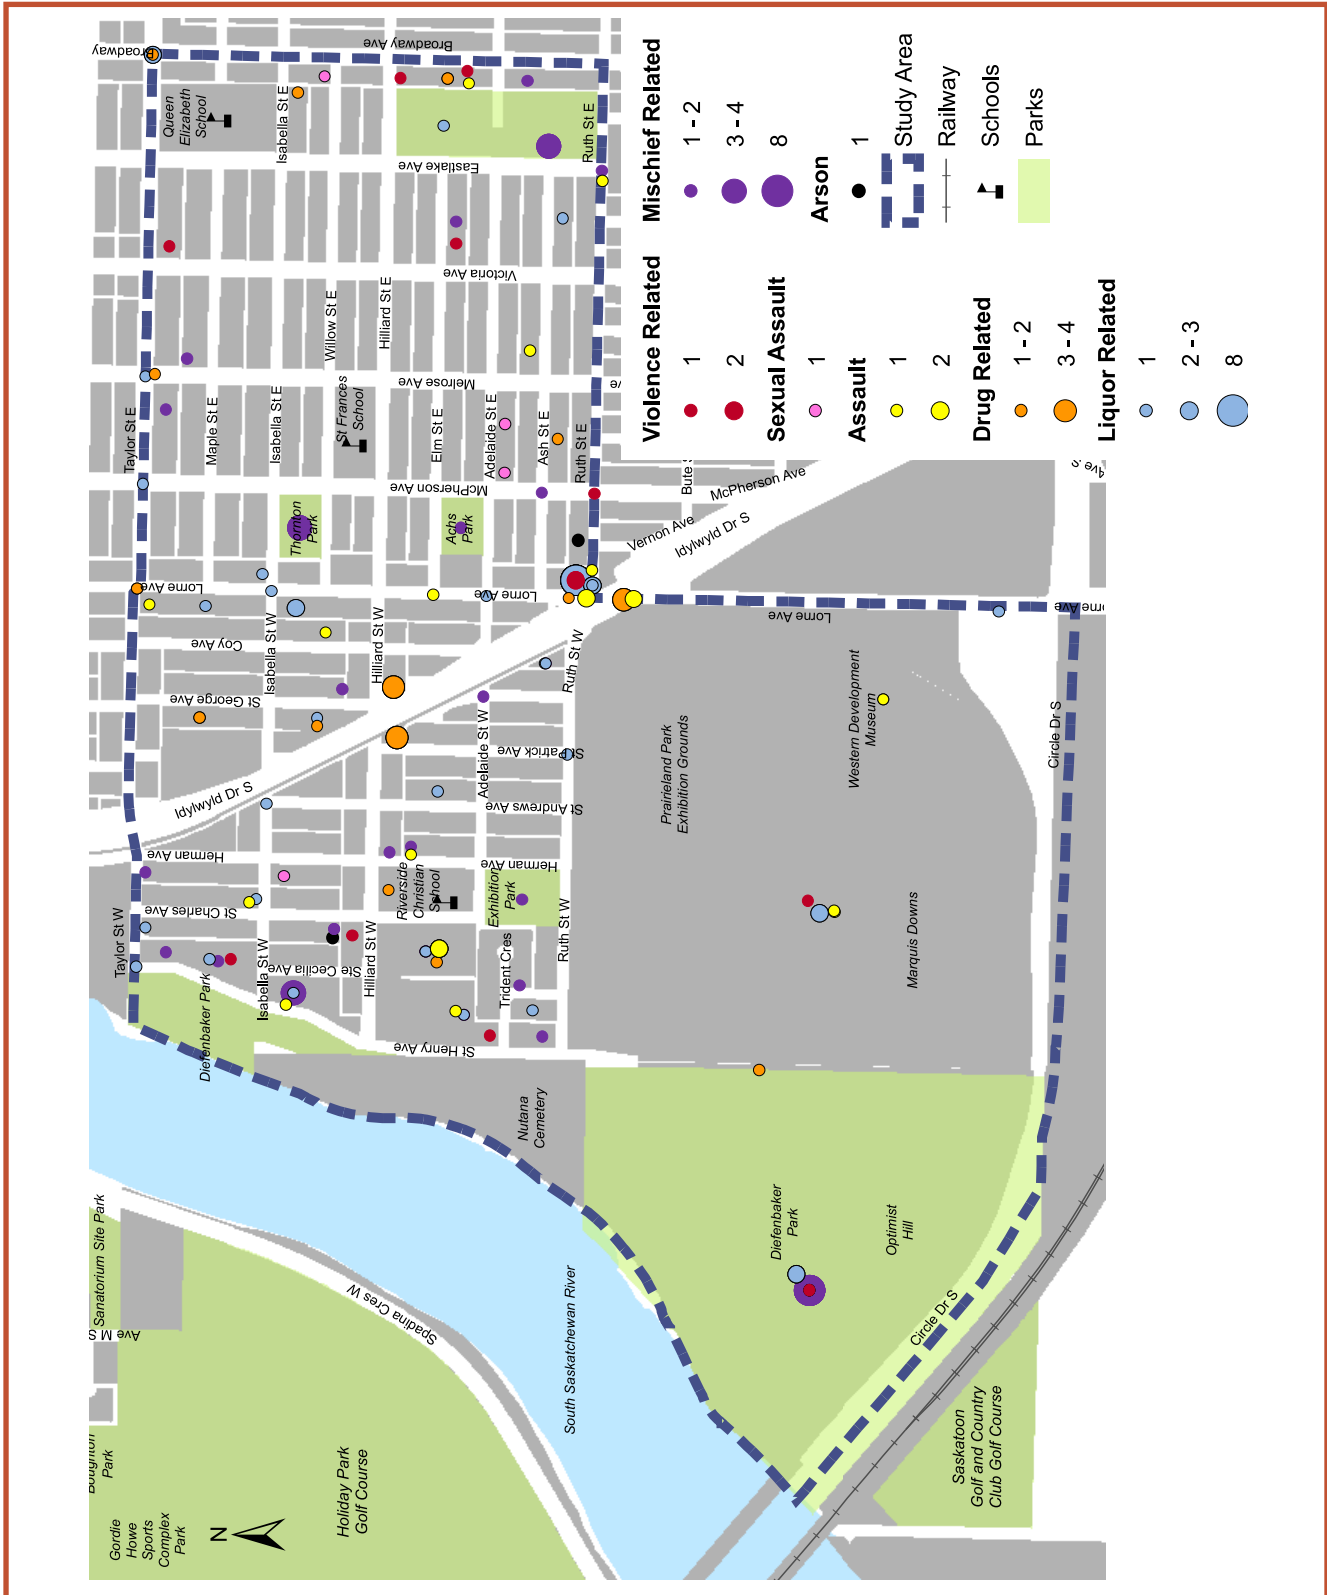 Broadway
Broadway Ave
Queen
Elizabeth
School
Isabella St E
Eastlake Ave
Ruth St E
Victoria Ave
Willow St E
Hilliard St E
Melrose Ave
Taylor St E
Maple St E
Isabella St E
St Frances
School
Elm St E
Adelaide St E
Ash St E
Ruth St E
McPherson Ave
Thornton
Park
Achs
Park
Vernon Ave
Idylwyld Dr S
McPherson Ave
Lorne Ave
Lorne Ave
Lorne Ave
Coy Ave
Isabella St W
Hilliard St W
Ruth St W
St George Ave
Adelaide St W
St Patrick Ave
St Andrews Ave
Idylwyld Dr S
Herman Ave
Herman Ave
Riverside
Christian
School
Exhibition
Park
St Charles Ave
Taylor St W
Isabella St W
Ste Cecilia Ave
Hilliard St W
Trident Cres
Ruth St W
St Henry Ave
Diefenbaker Park
Nutana
Cemetery
Prairieland Park
Exhibition Grounds
Western Development
Museum
Marquis Downs
Circle Dr S
Diefenbaker
Park
Optimist
Hill
Circle Dr S
South Saskatchewan River
Spadina Cres W
Sanatorium Site Park
Ave M S
Park
Gordie
Howe
Sports
Complex
Park
N
Holiday Park
Golf Course
Saskatoon
Golf and Country
Club Golf Course
Violence Related
1
2
Sexual Assault
1
Assault
1
2
Drug Related
1 - 2
3 - 4
Liquor Related
1
2 - 3
8
Mischief Related
1 - 2
3 - 4
8
Arson
1
Study Area
Railway
Schools
Parks